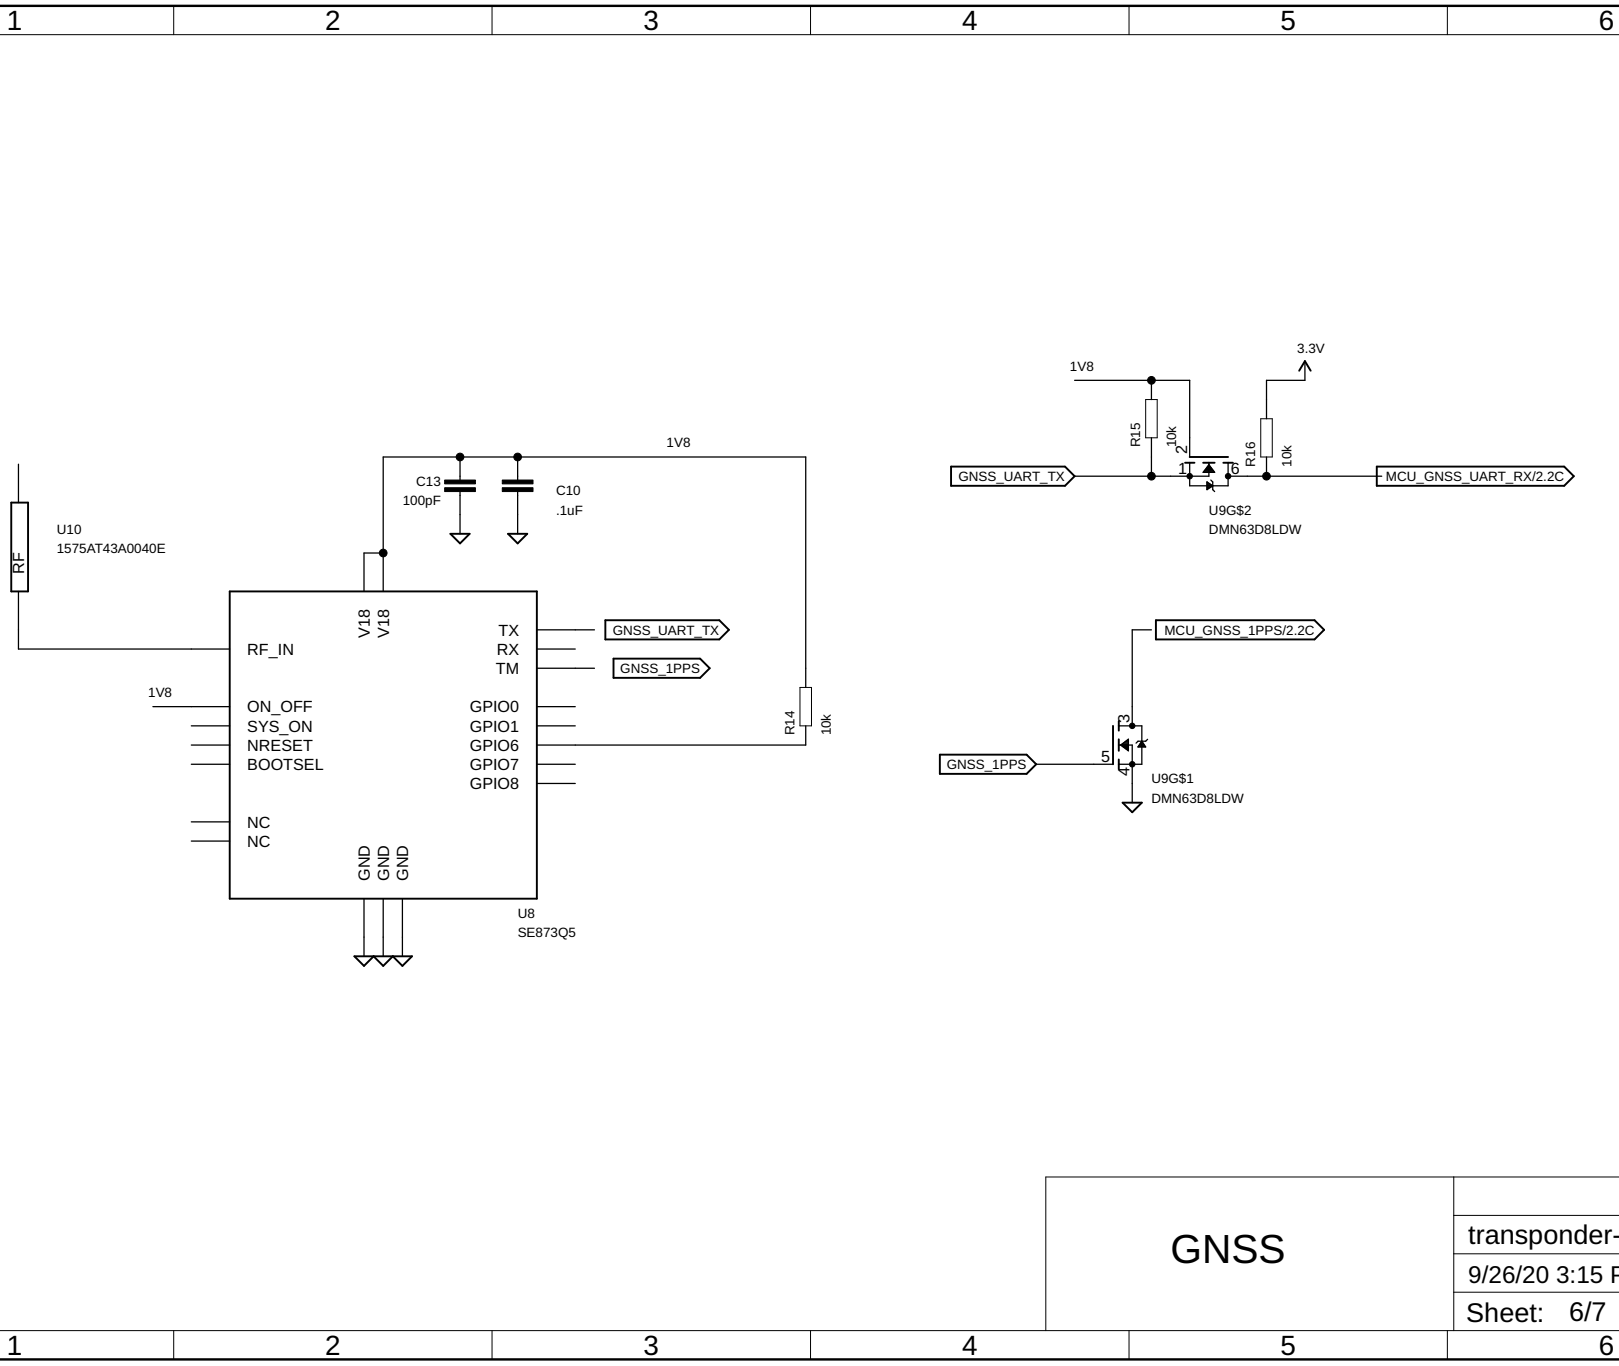 1 2 3 4 5 6
3.3V
1V8
R15
10k
2
R16
10k
1V8
GNSS_UART_TX
1
6
MCU_GNSS_UART_RX/2.2C
C13
100pF
C10
.1uF
U9G$2
DMN63D8LDW
U10
1575AT43A0040E
RF
V18
V18
TX
GNSS_UART_TX
MCU_GNSS_1PPS/2.2C
RF_IN
RX
TM
GNSS_1PPS
1V8
ON_OFF
GPIO0
R14
10k
SYS_ON
GPIO1
3
NRESET
GPIO6
BOOTSEL
GPIO7
GNSS_1PPS
5
4
GPIO8
U9G$1
DMN63D8LDW
NC
NC
GND
GND
GND
U8
SE873Q5
GNSS
transponder-
9/26/20 3:15 P
Sheet: 6/7
1 2 3 4 5 6